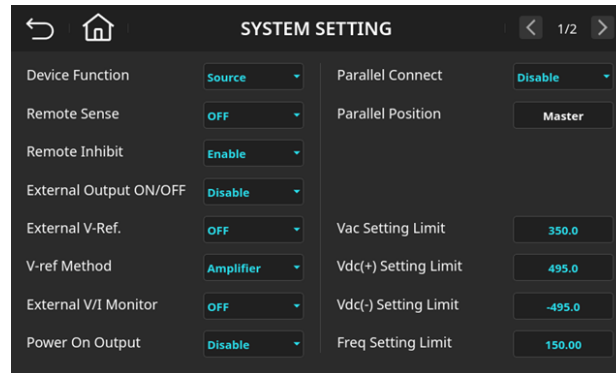 SYSTEM SETTING
1/2
Device Function Source
Remote Sense OFF
Remote Inhibit Enable
External Output ON/OFF Disable
External V-Ref. OFF
V-ref Method Amplifier
External V/I Monitor OFF
Power On Output Disable
Parallel Connect Disable
Parallel Position Master
Vac Setting Limit 350.0
Vdc(+) Setting Limit 495.0
Vdc(-) Setting Limit -495.0
Freq Setting Limit 150.00